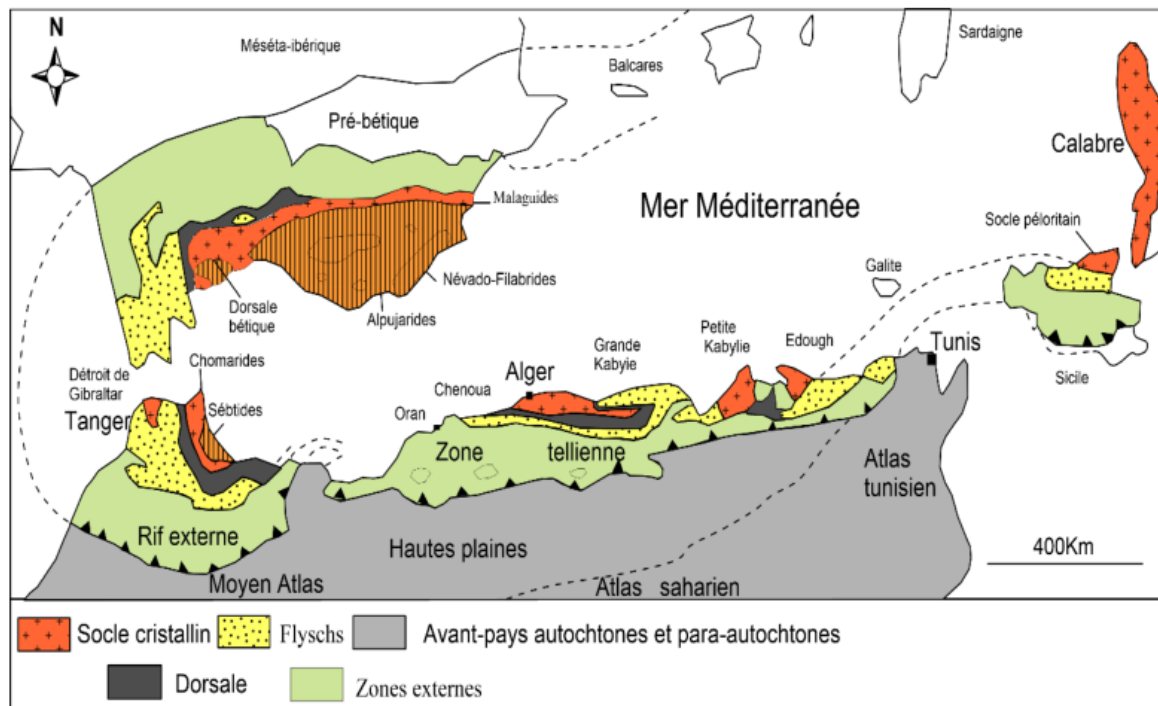 N
Méséta-ibérique
Sardaigne
Balcares
Pré-bétique
Calabre
Malaguides
Mer Méditerranée
Socle péloritain
Galite
Névado-Filabrides
Dorsale
bétique
Alpujarides
Petite
Kabylie
Edough
Grande
Kabyie
Tunis
Chomarides
Alger
Détroit de
Gibraltar
Chenoua
Sicile
Tanger
Sébtides
Oran
Zone tellienne
Atlas
tunisien
Rif externe
Hautes plaines
400Km
Moyen Atlas
Atlas saharien
Socle cristallin
Flyschs
Avant-pays autochtones et para-autochtones
Dorsale
Zones externes